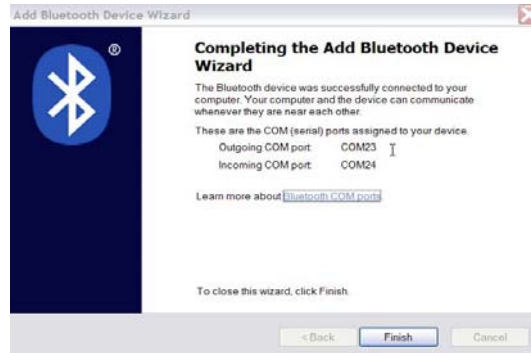 Add Bluetooth Device Wizard
®
Completing the Add Bluetooth Device
Wizard
The Bluetooth device was successfully connected to your
computer. Your computer and the device can communicate
whenever they are near each other.
These are the COM (serial) ports assigned to your device.
Outgoing COM port: COM23
Incoming COM port: COM24
Learn more about Bluetooth COM ports.
To close this wizard, click Finish.
< Back Finish Cancel